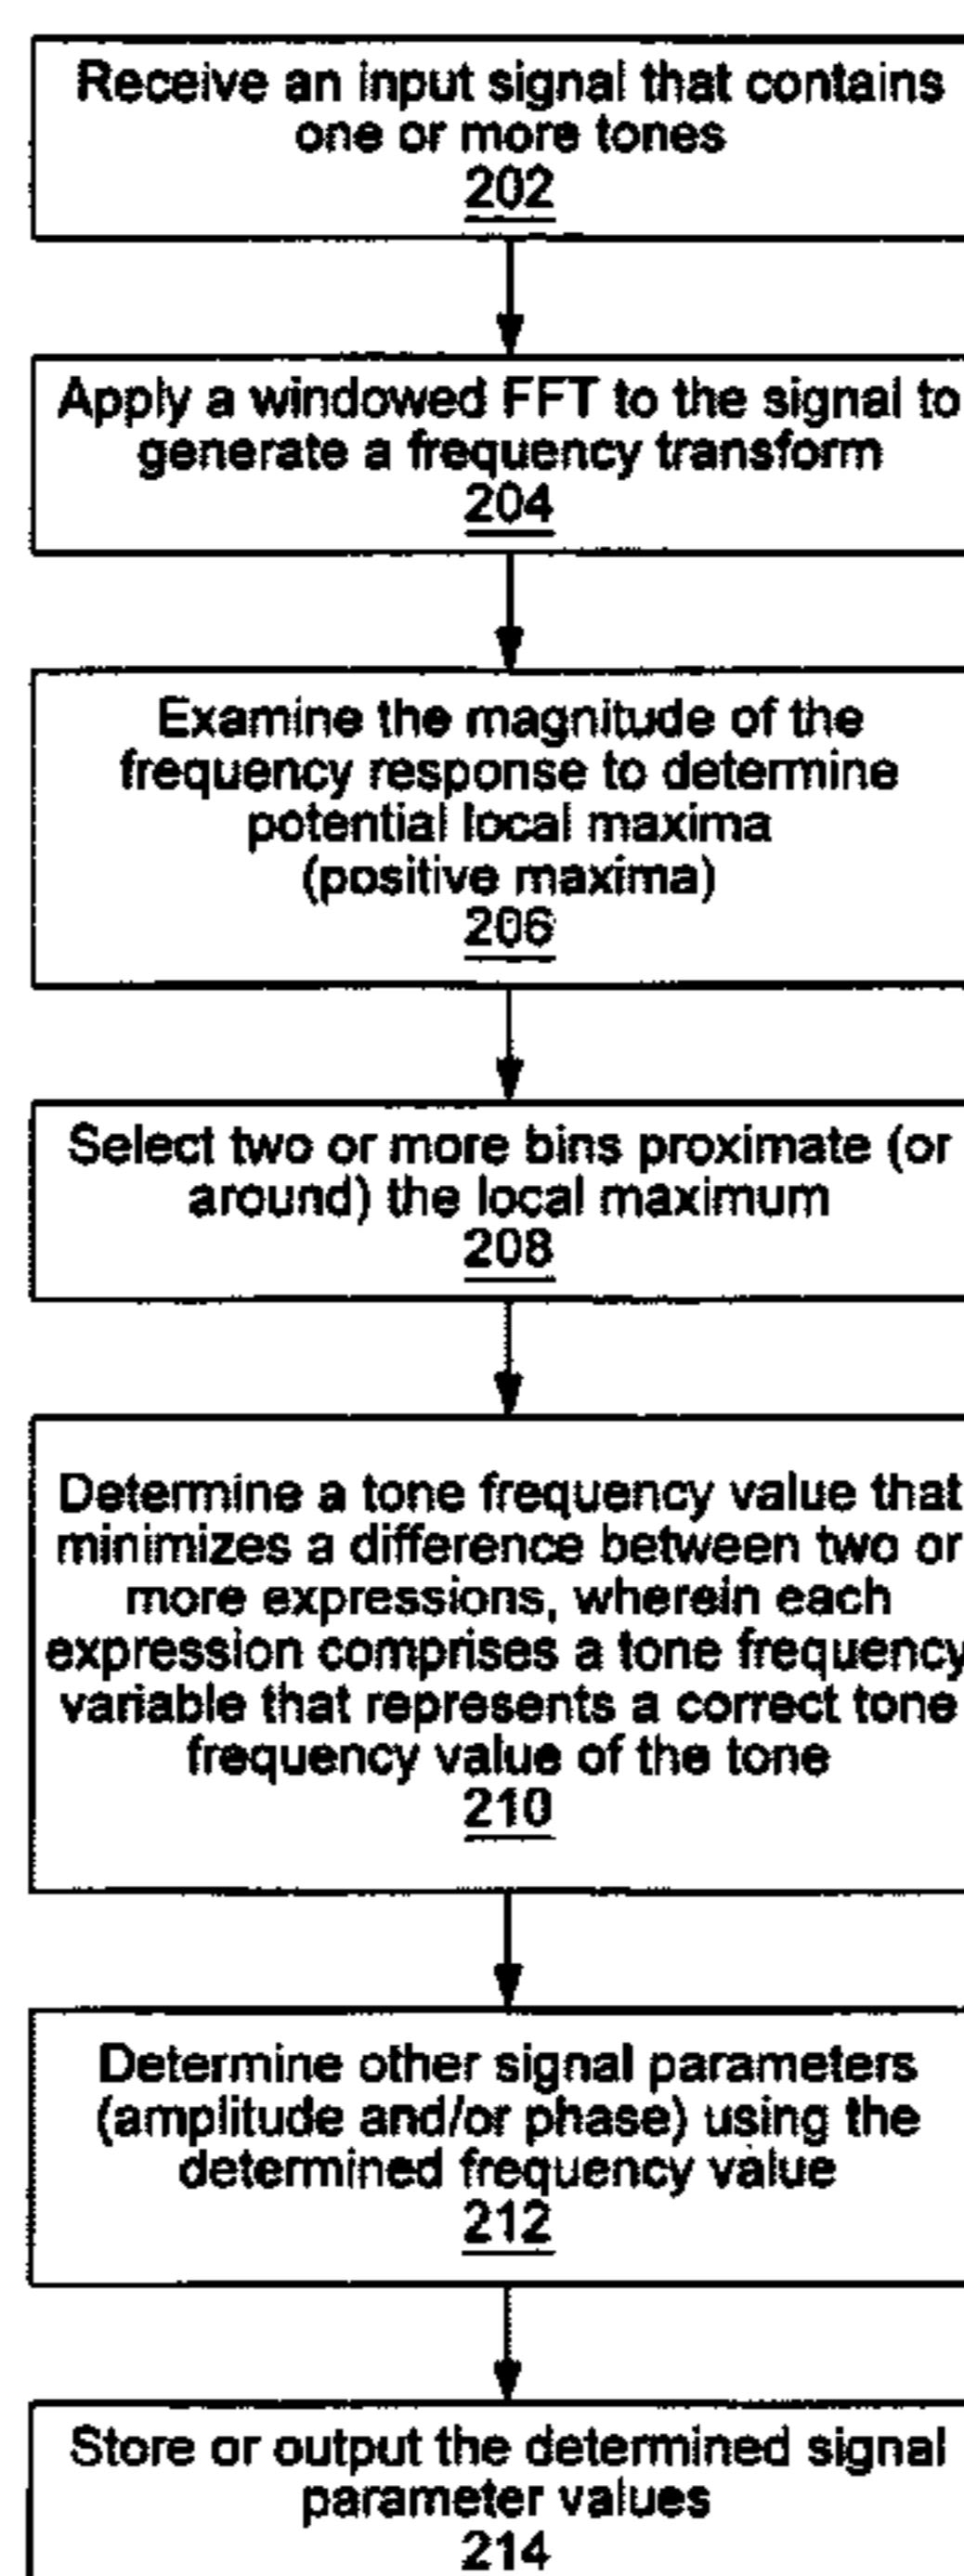 Receive an input signal that contains
one or more tones
202
Apply a windowed FFT to the signal to
generate a frequency transform
204
Examine the magnitude of the
frequency response to determine
potential local maxima
(positive maxima)
206
Select two or more bins proximate (or
around) the local maximum
208
Determine a tone frequency value that
minimizes a difference between two or
more expressions, wherein each
expression comprises a tone frequency
variable that represents a correct tone
frequency value of the tone
210
Determine other signal parameters
(amplitude and/or phase) using the
determined frequency value
212
Store or output the determined signal
parameter values
214